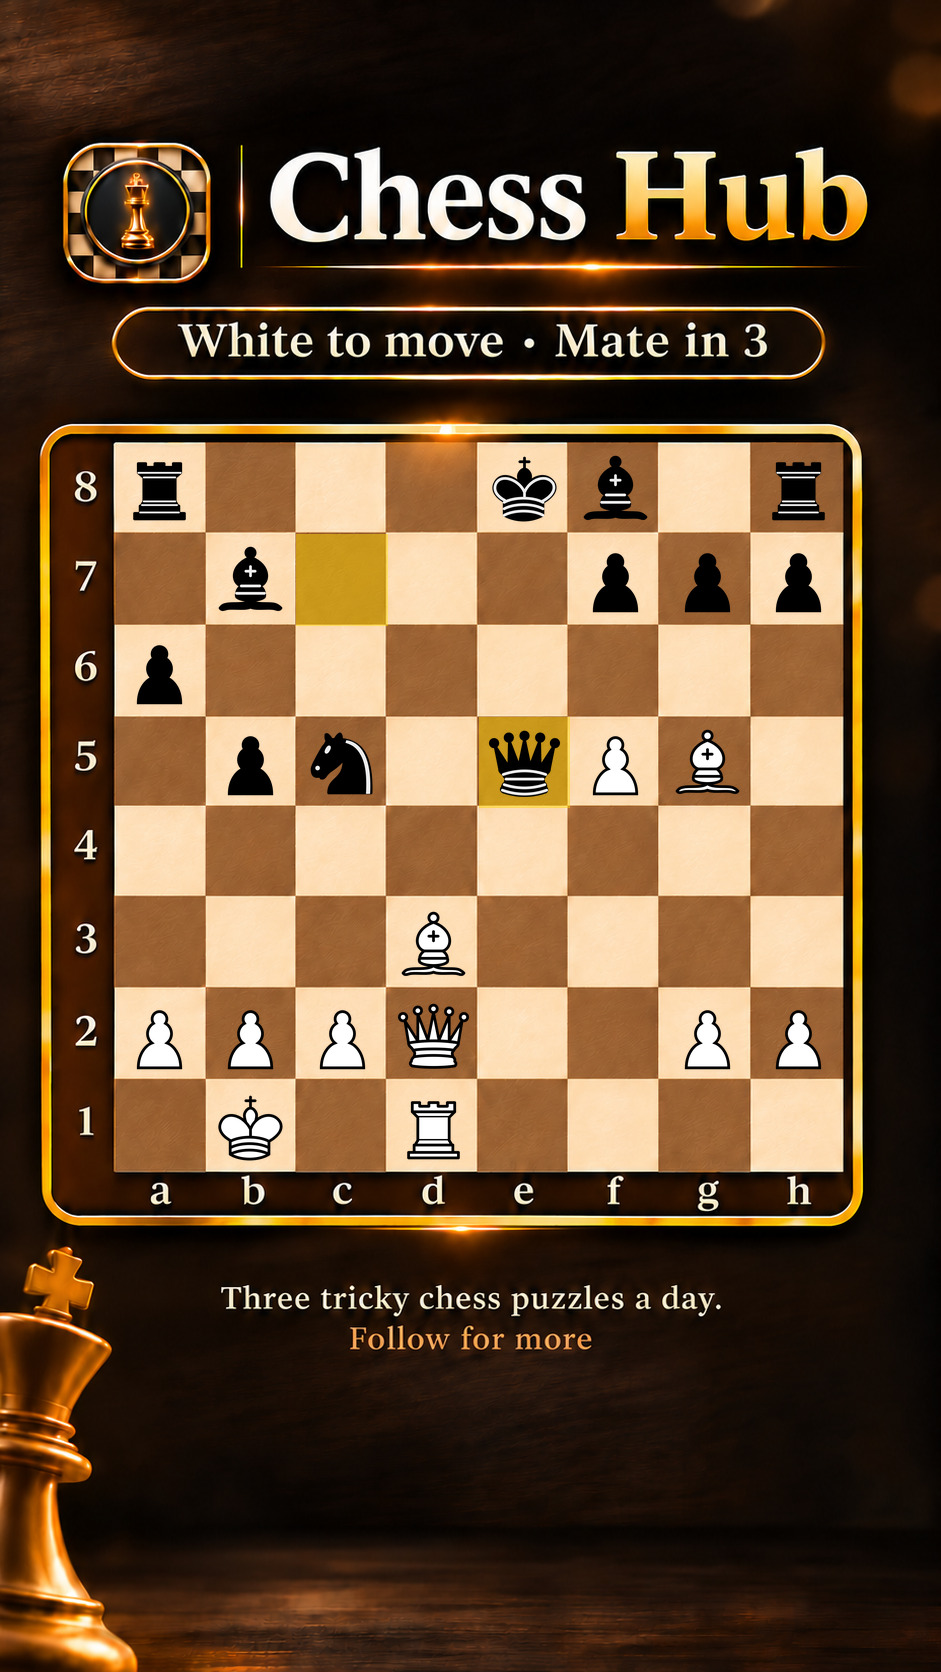 Chess Hub
White to move • Mate in 3
8
7
6
5
4
3
2
1
a b c d e f g h
Three tricky chess puzzles a day.
Follow for more